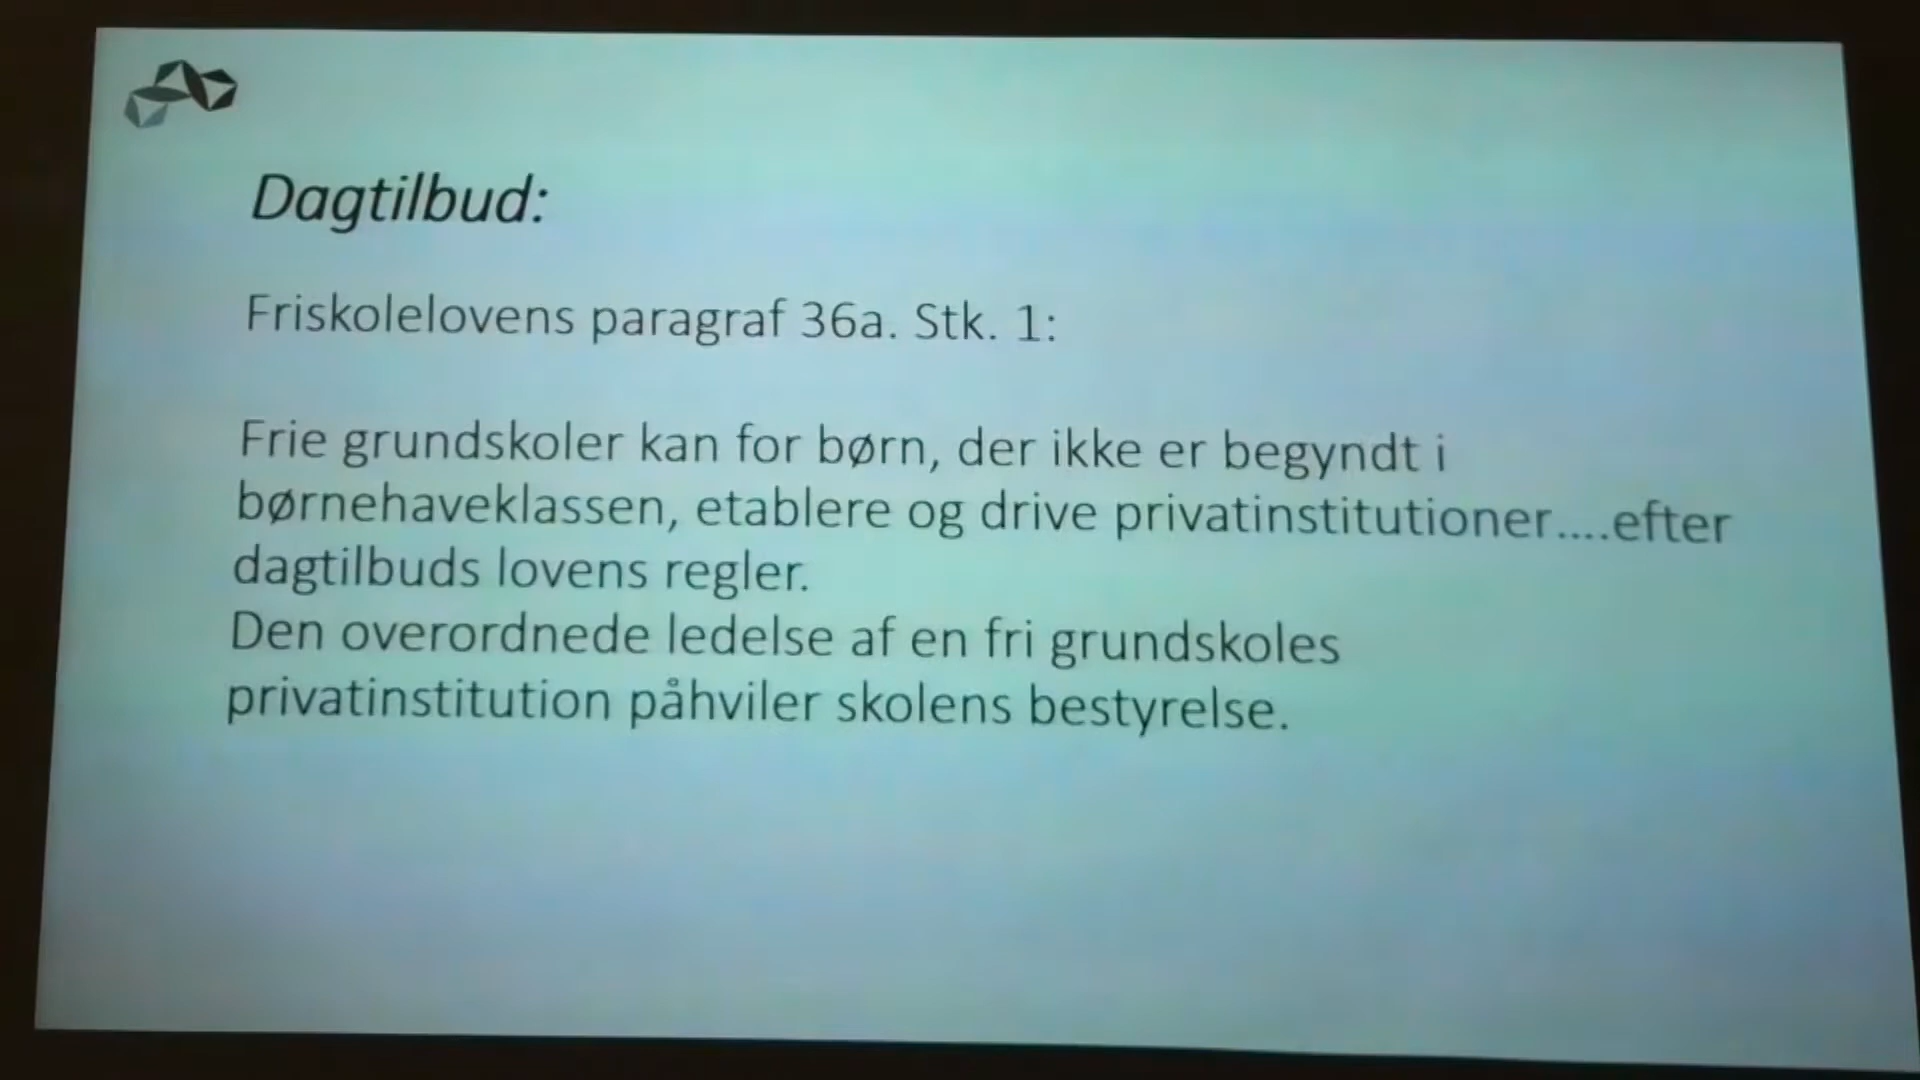 Dagtilbud:
Friskolelovens paragraf 36a. Stk. 1:
Frie grundskoler kan for børn, der ikke er begyndt i
børnehaveklassen, etablere og drive privatinstitutioner....efter
dagtilbuds lovens regler.
Den overordnede ledelse af en fri grundskoles
privatinstitution påhviler skolens bestyrelse.